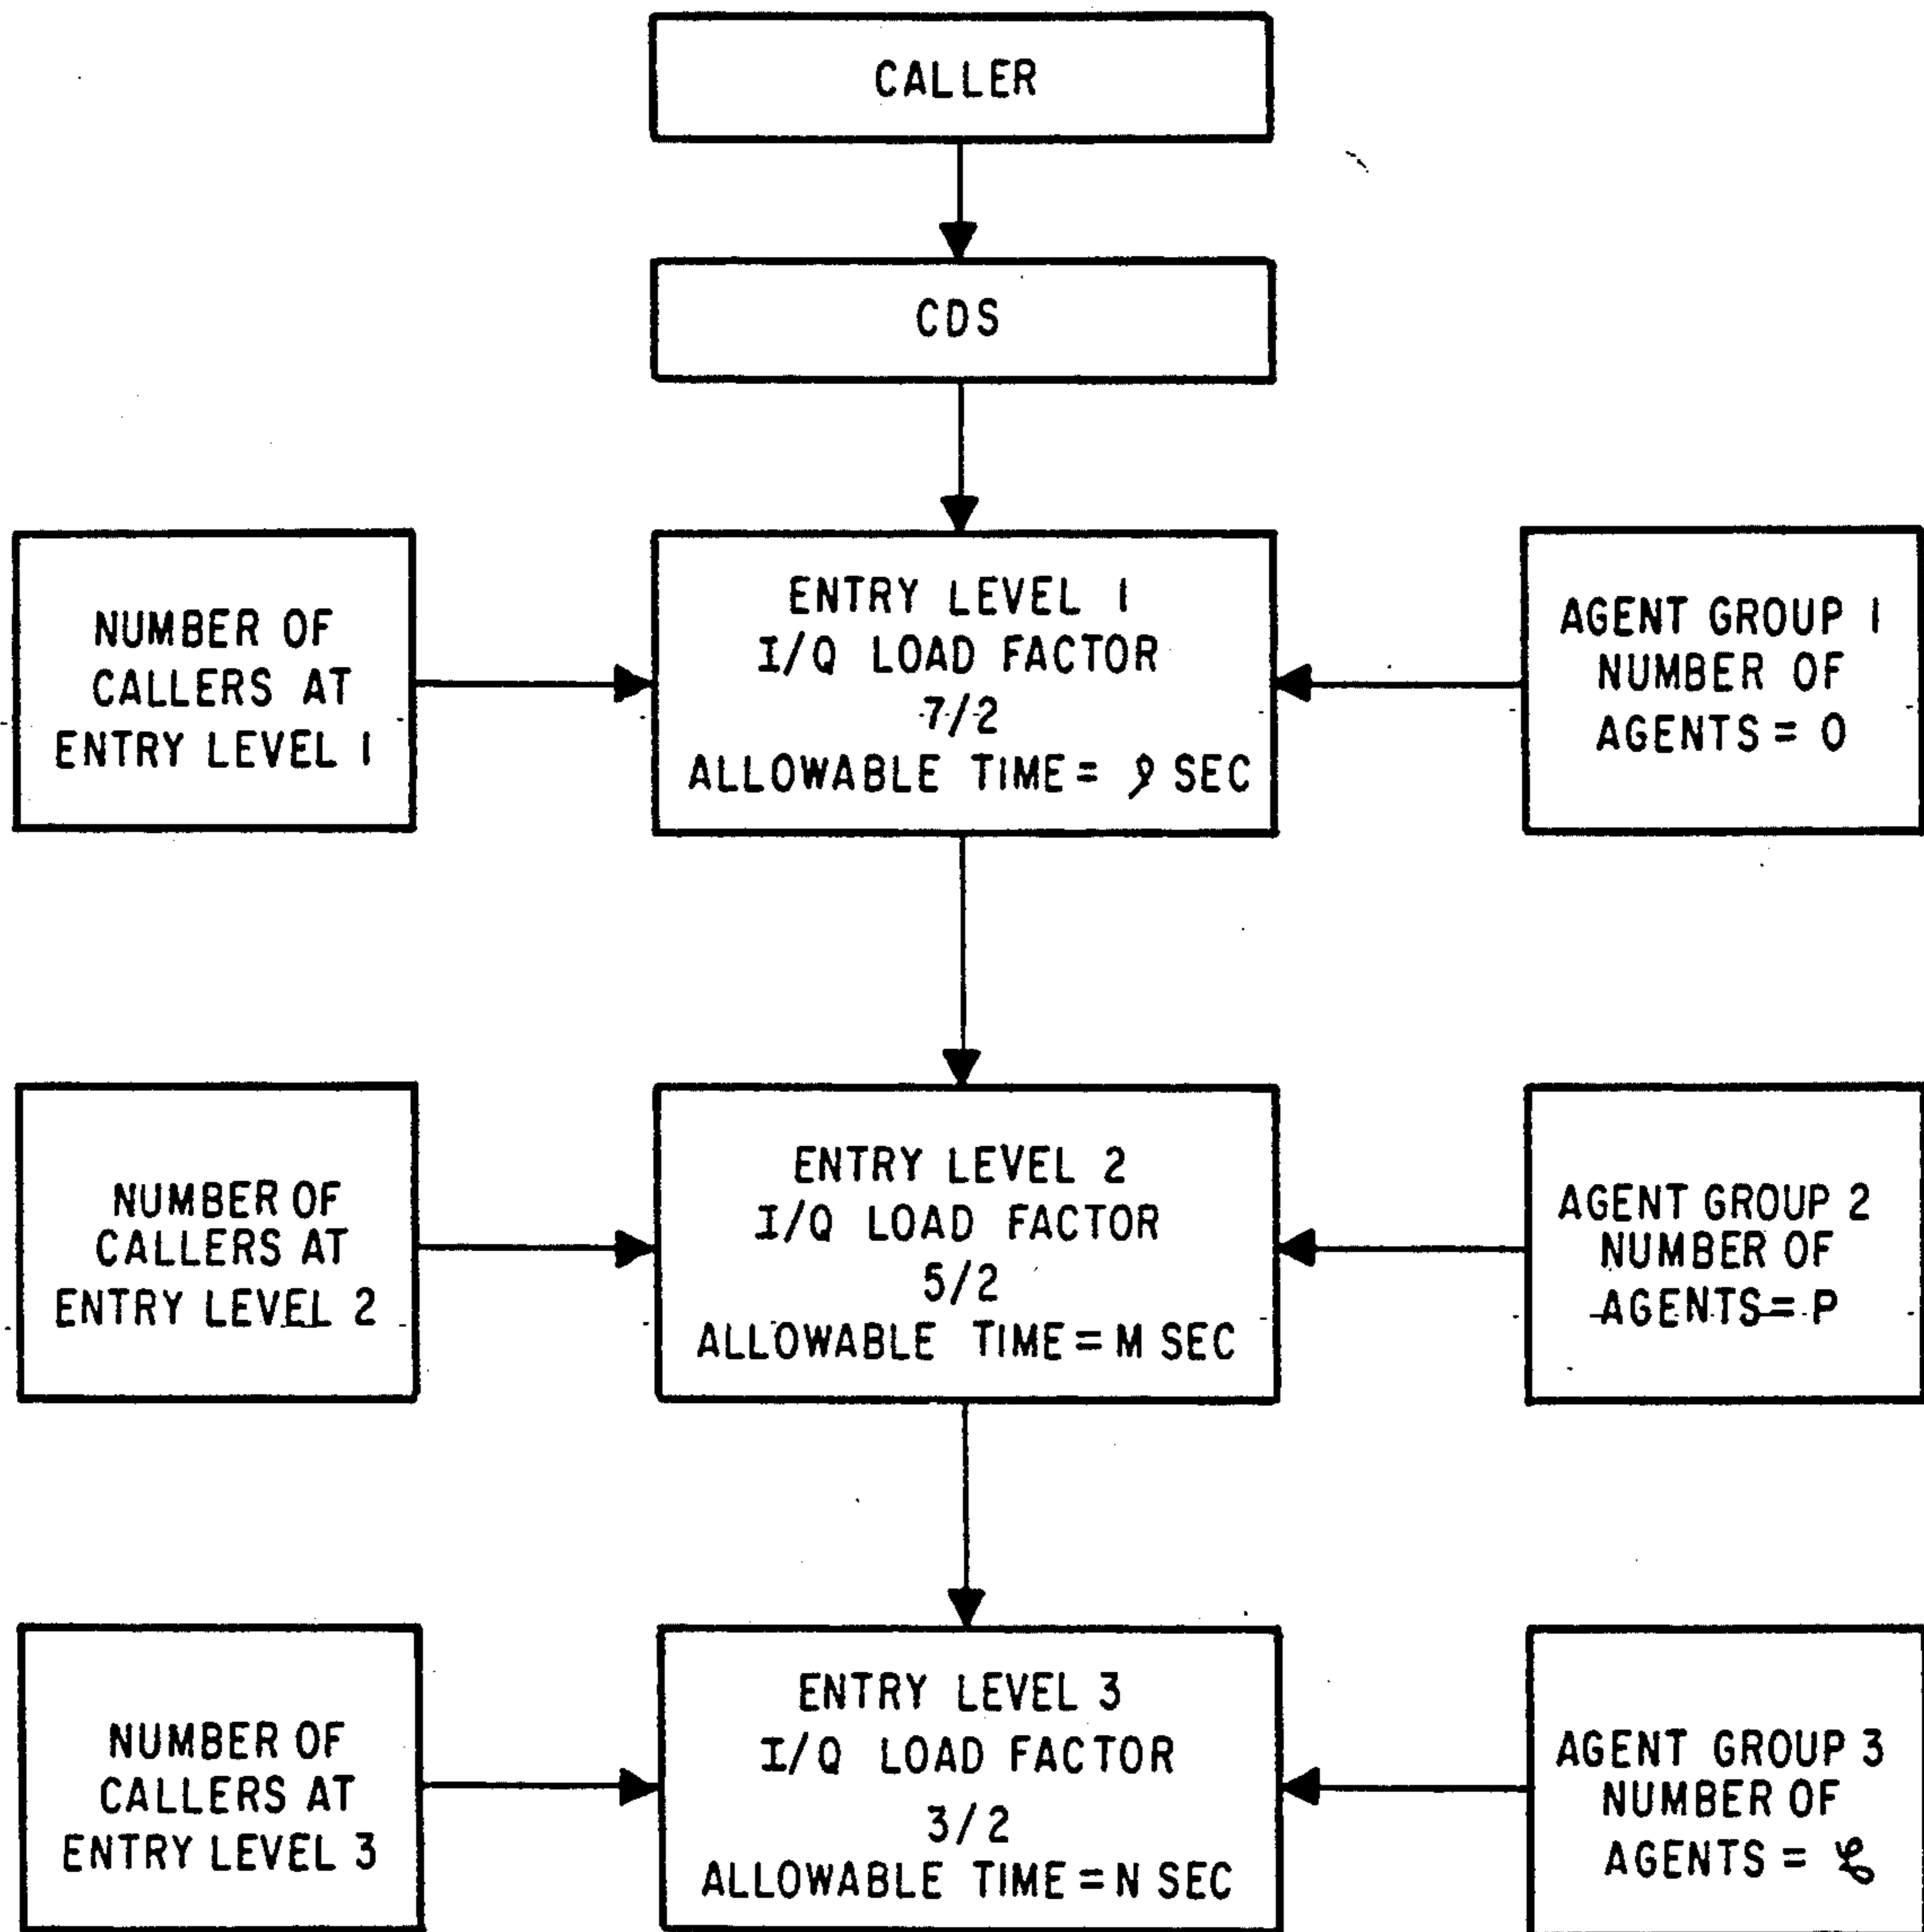 CALLER
CDS
NUMBER OF
CALLERS AT
ENTRY LEVEL 1
ENTRY LEVEL 1
I/Q LOAD FACTOR
7/2
ALLOWABLE TIME = SEC
AGENT GROUP 1
NUMBER OF
AGENTS = O
NUMBER OF
CALLERS AT
ENTRY LEVEL 2
ENTRY LEVEL 2
I/Q LOAD FACTOR
5/2
ALLOWABLE TIME = M SEC
AGENT GROUP 2
NUMBER OF
AGENTS = P
NUMBER OF
CALLERS AT
ENTRY LEVEL 3
ENTRY LEVEL 3
I/Q LOAD FACTOR
3/2
ALLOWABLE TIME = N SEC
AGENT GROUP 3
NUMBER OF
AGENTS =